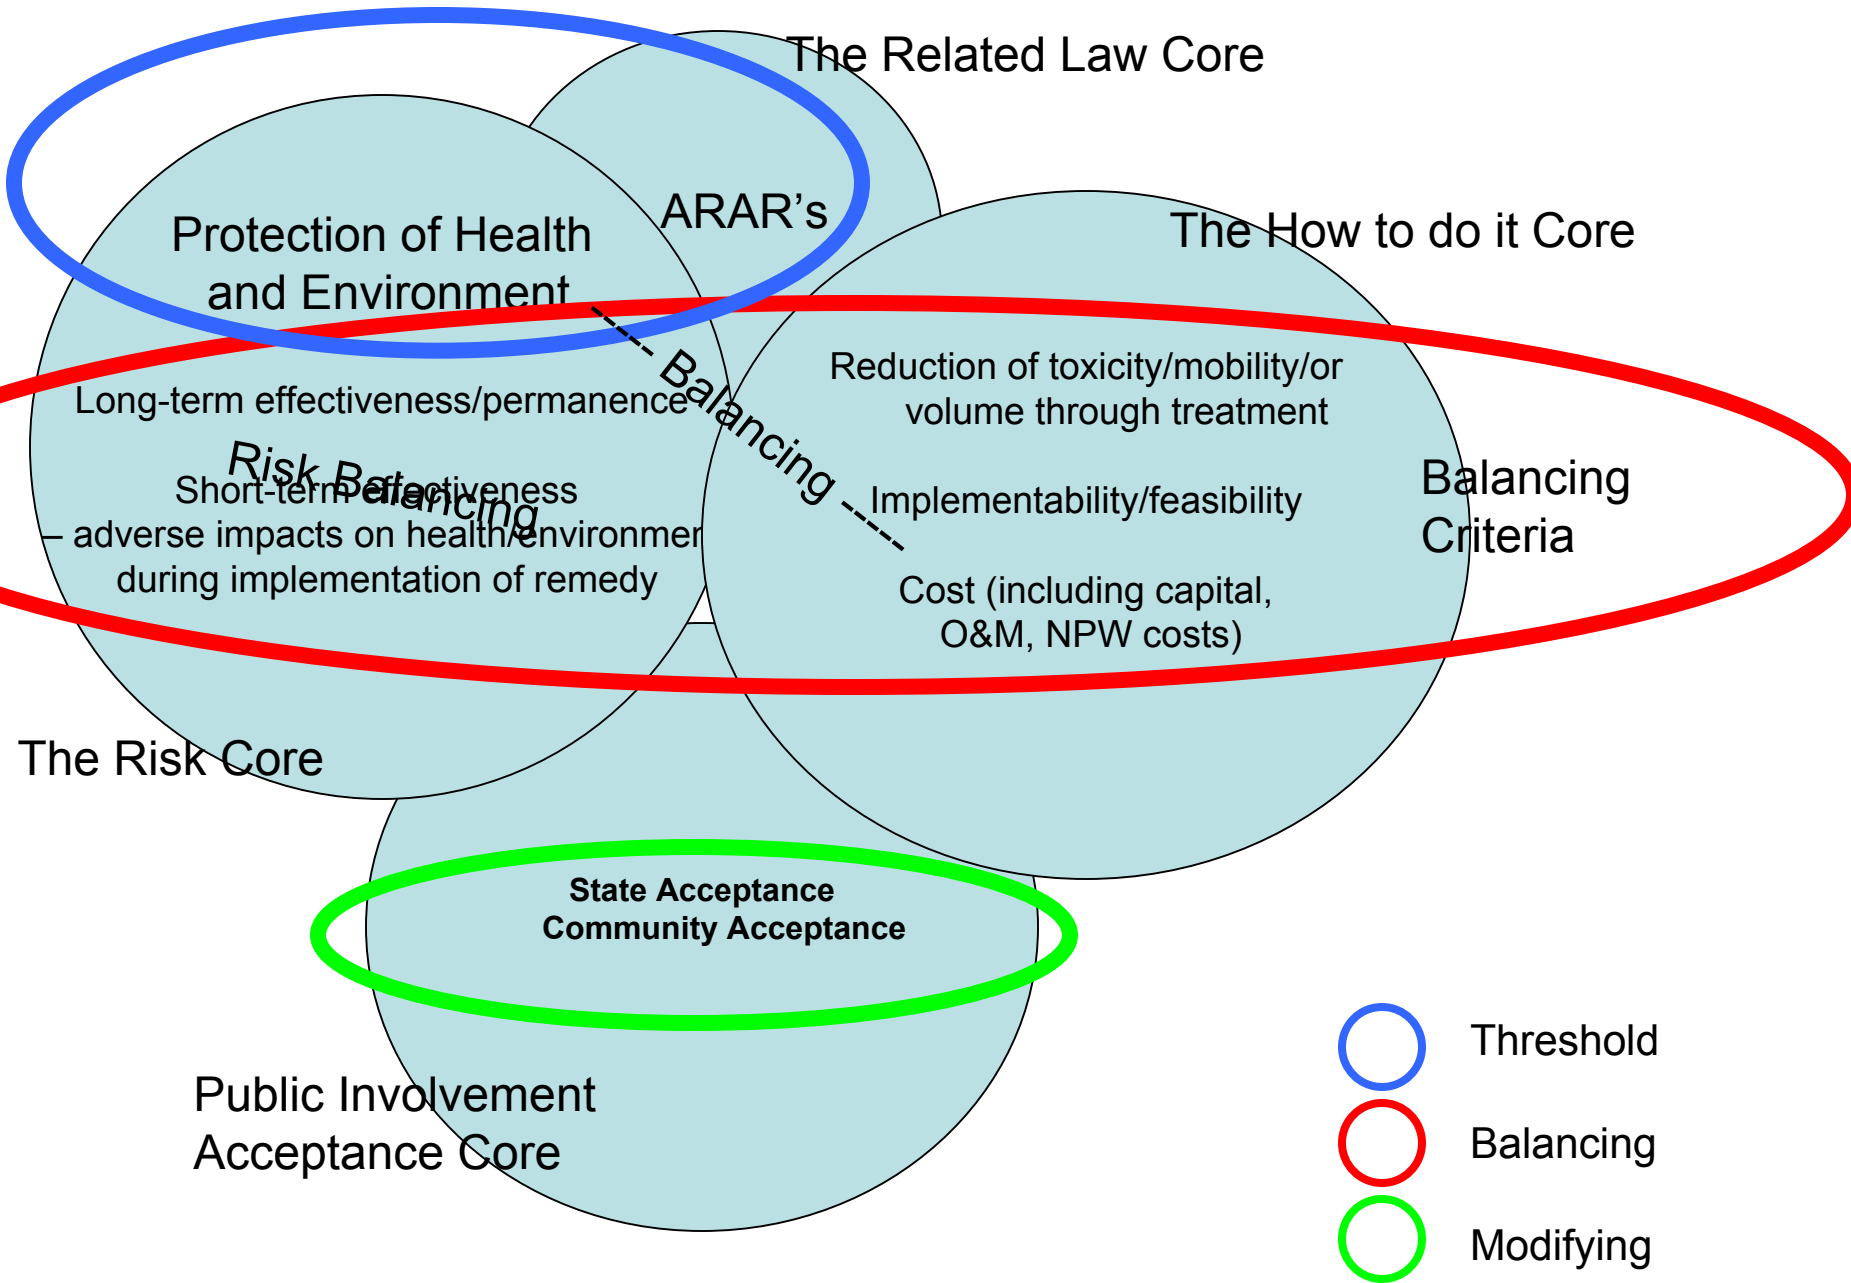 The Related Law Core
ARAR’s
The How to do it Core
Protection of Health
and Environment
Balancing
Reduction of toxicity/mobility/or
volume through treatment
Long-term effectiveness/permanence
Risk Balancing
Short-term effectiveness
– adverse impacts on health/environmen
during implementation of remedy
Implementability/feasibility
Balancing
Criteria
Cost (including capital,
O&M, NPW costs)
The Risk Core
State Acceptance
Community Acceptance
Public Involvement
Acceptance Core
Threshold
Balancing
Modifying